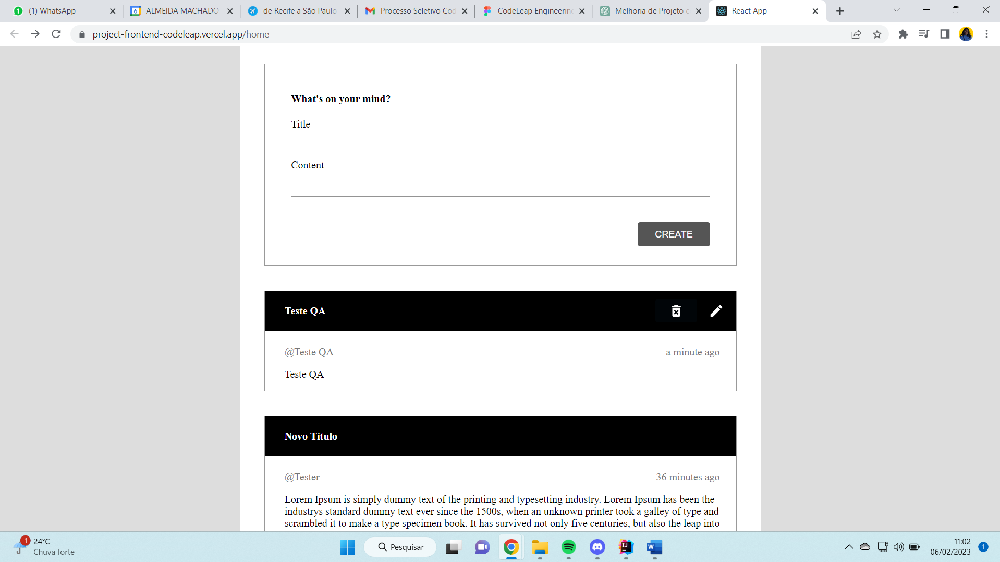 (1) WhatsApp
6
ALMEIDA MACHADO
de Recife a São Paulo
Processo Seletivo Cod
CodeLeap Engineering
Melhoria de Projeto c
React App
project-frontend-codeleap.vercel.app/home
What's on your mind?
Title
Content
CREATE
Teste QA
@Teste QA
a minute ago
Teste QA
Novo Título
@Tester
36 minutes ago
Lorem Ipsum is simply dummy text of the printing and typesetting industry. Lorem Ipsum has been the
industrys standard dummy text ever since the 1500s, when an unknown printer took a galley of type and
scrambled it to make a type specimen book. It has survived not only five centuries, but also the leap into
1
24°C
Chuva forte
Pesquisar
11:02
06/02/2023
1